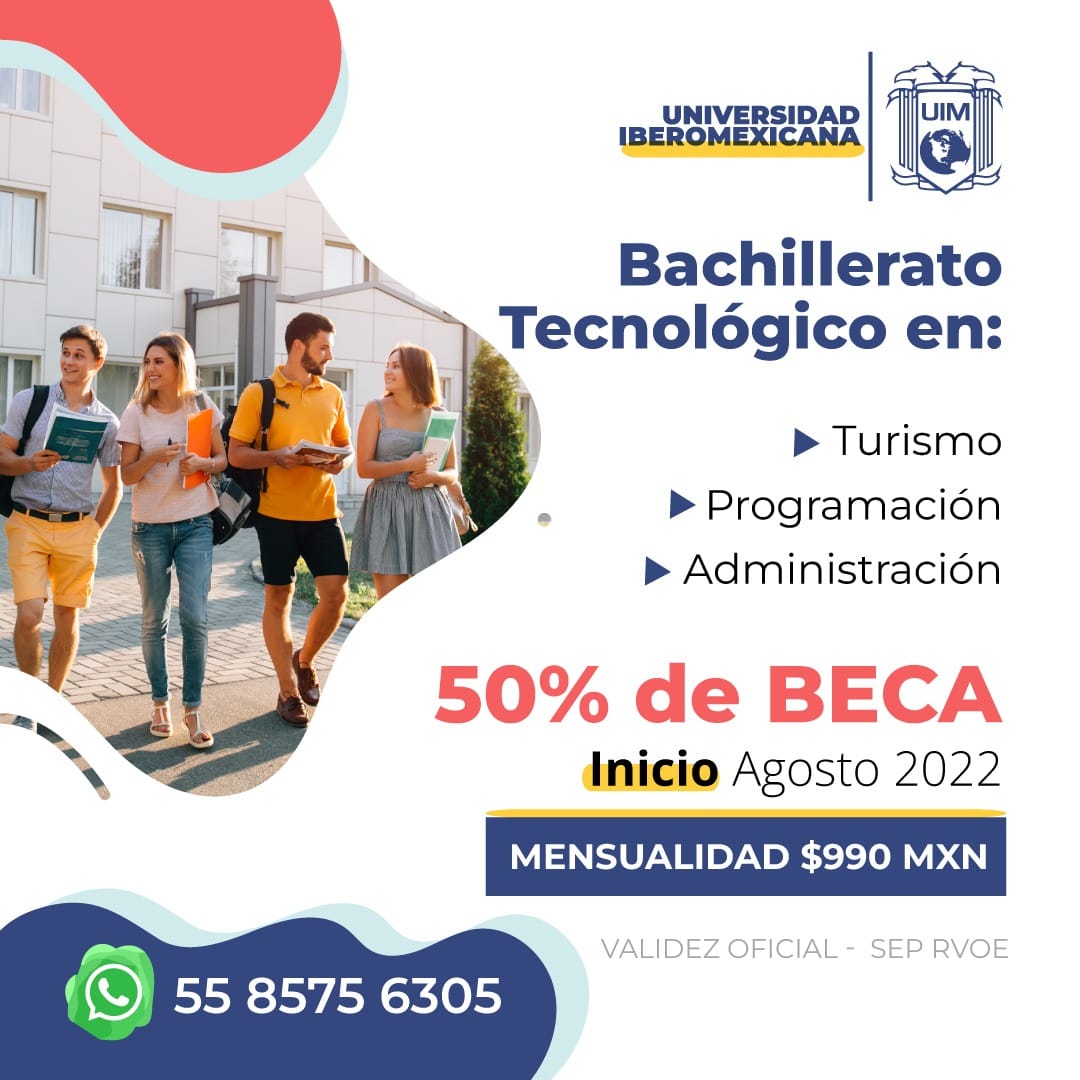 UNIVERSIDAD
IBEROMEXICANA
UIM
Bachillerato
Tecnológico en:
Turismo
Programación
Administración
50% de BECA
Inicio Agosto 2022
MENSUALIDAD $990 MXN
VALIDEZ OFICIAL - SEP RVOE
55 8575 6305